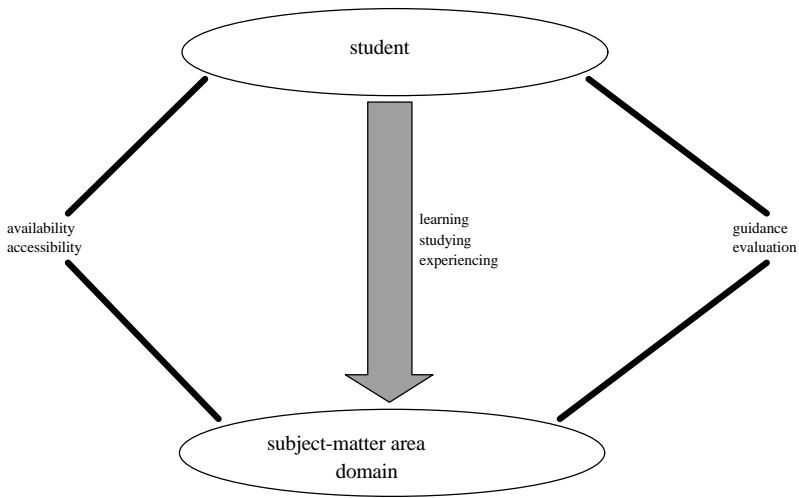 student
availability
accessibility
learning
studying
experiencing
guidance
evaluation
subject-matter area
domain